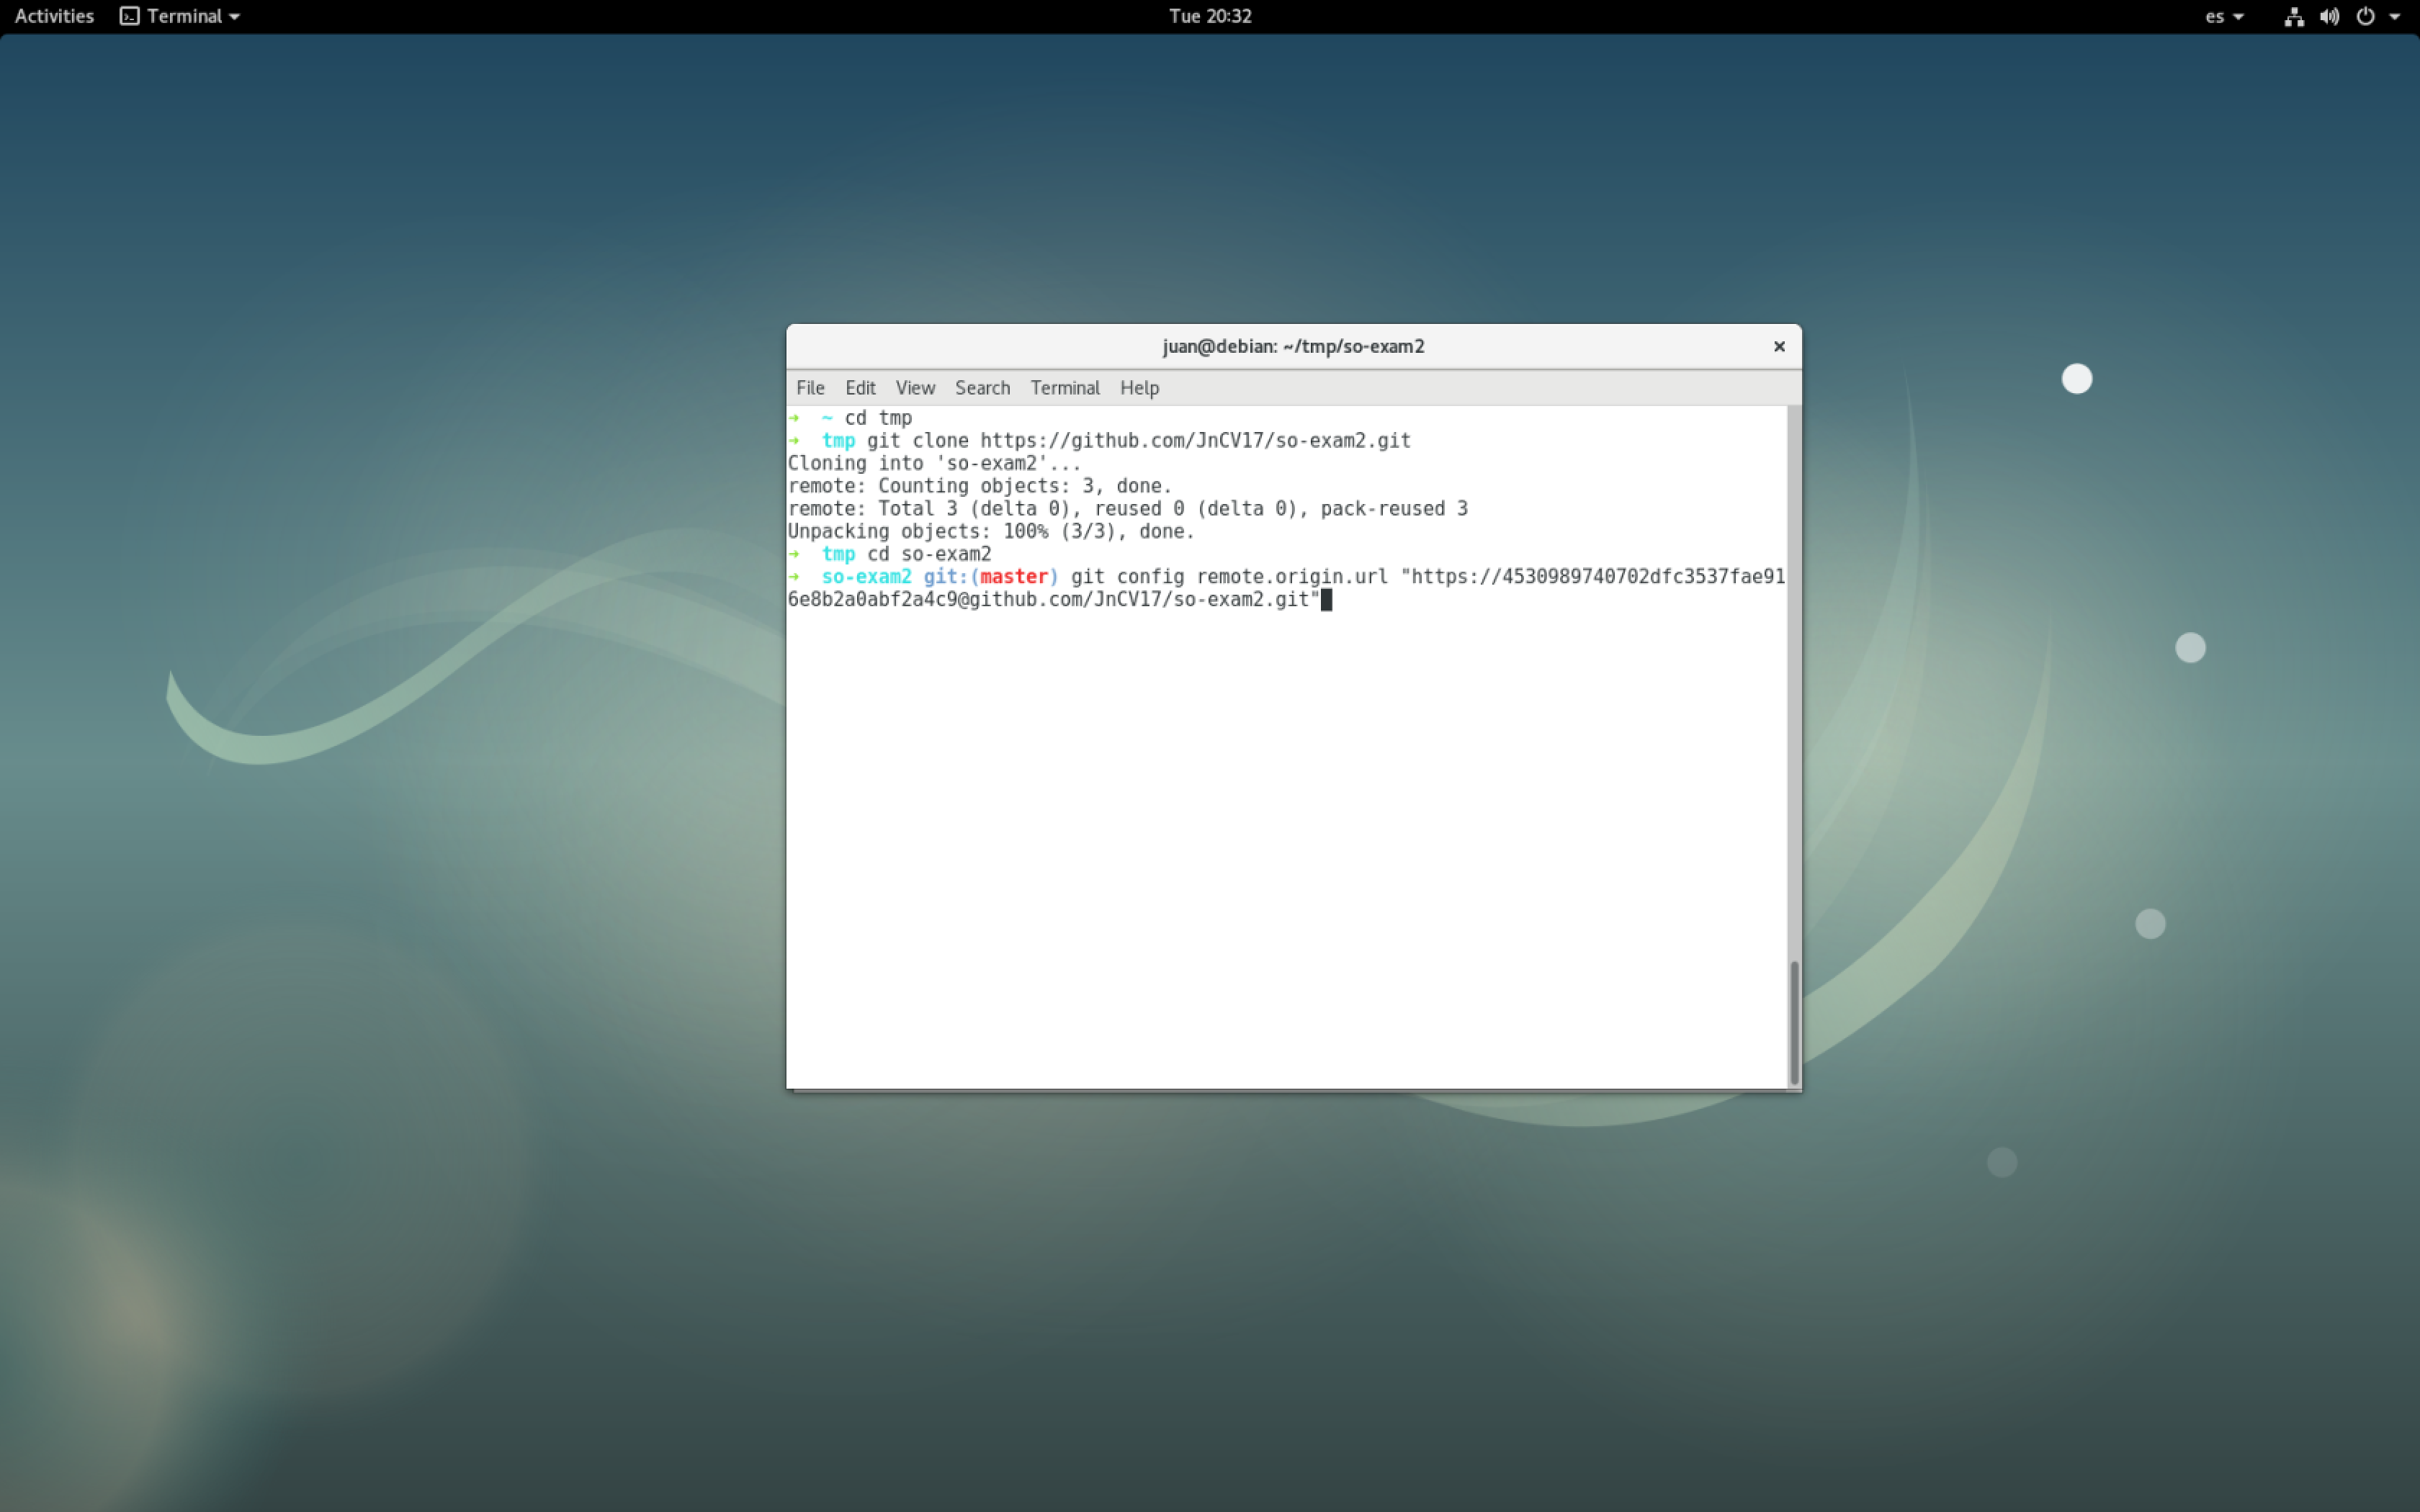 Activities Terminal Tue 20:32 es
juan@debian: ~/tmp/so-exam2
File Edit View Search Terminal Help
➜ ~ cd tmp
➜ tmp git clone https://github.com/JnCV17/so-exam2.git
Cloning into 'so-exam2'...
remote: Counting objects: 3, done.
remote: Total 3 (delta 0), reused 0 (delta 0), pack-reused 3
Unpacking objects: 100% (3/3), done.
➜ tmp cd so-exam2
➜ so-exam2 git:(master) git config remote.origin.url "https://4530989740702dfc3537fae91
6e8b2a0abf2a4c9@github.com/JnCV17/so-exam2.git"